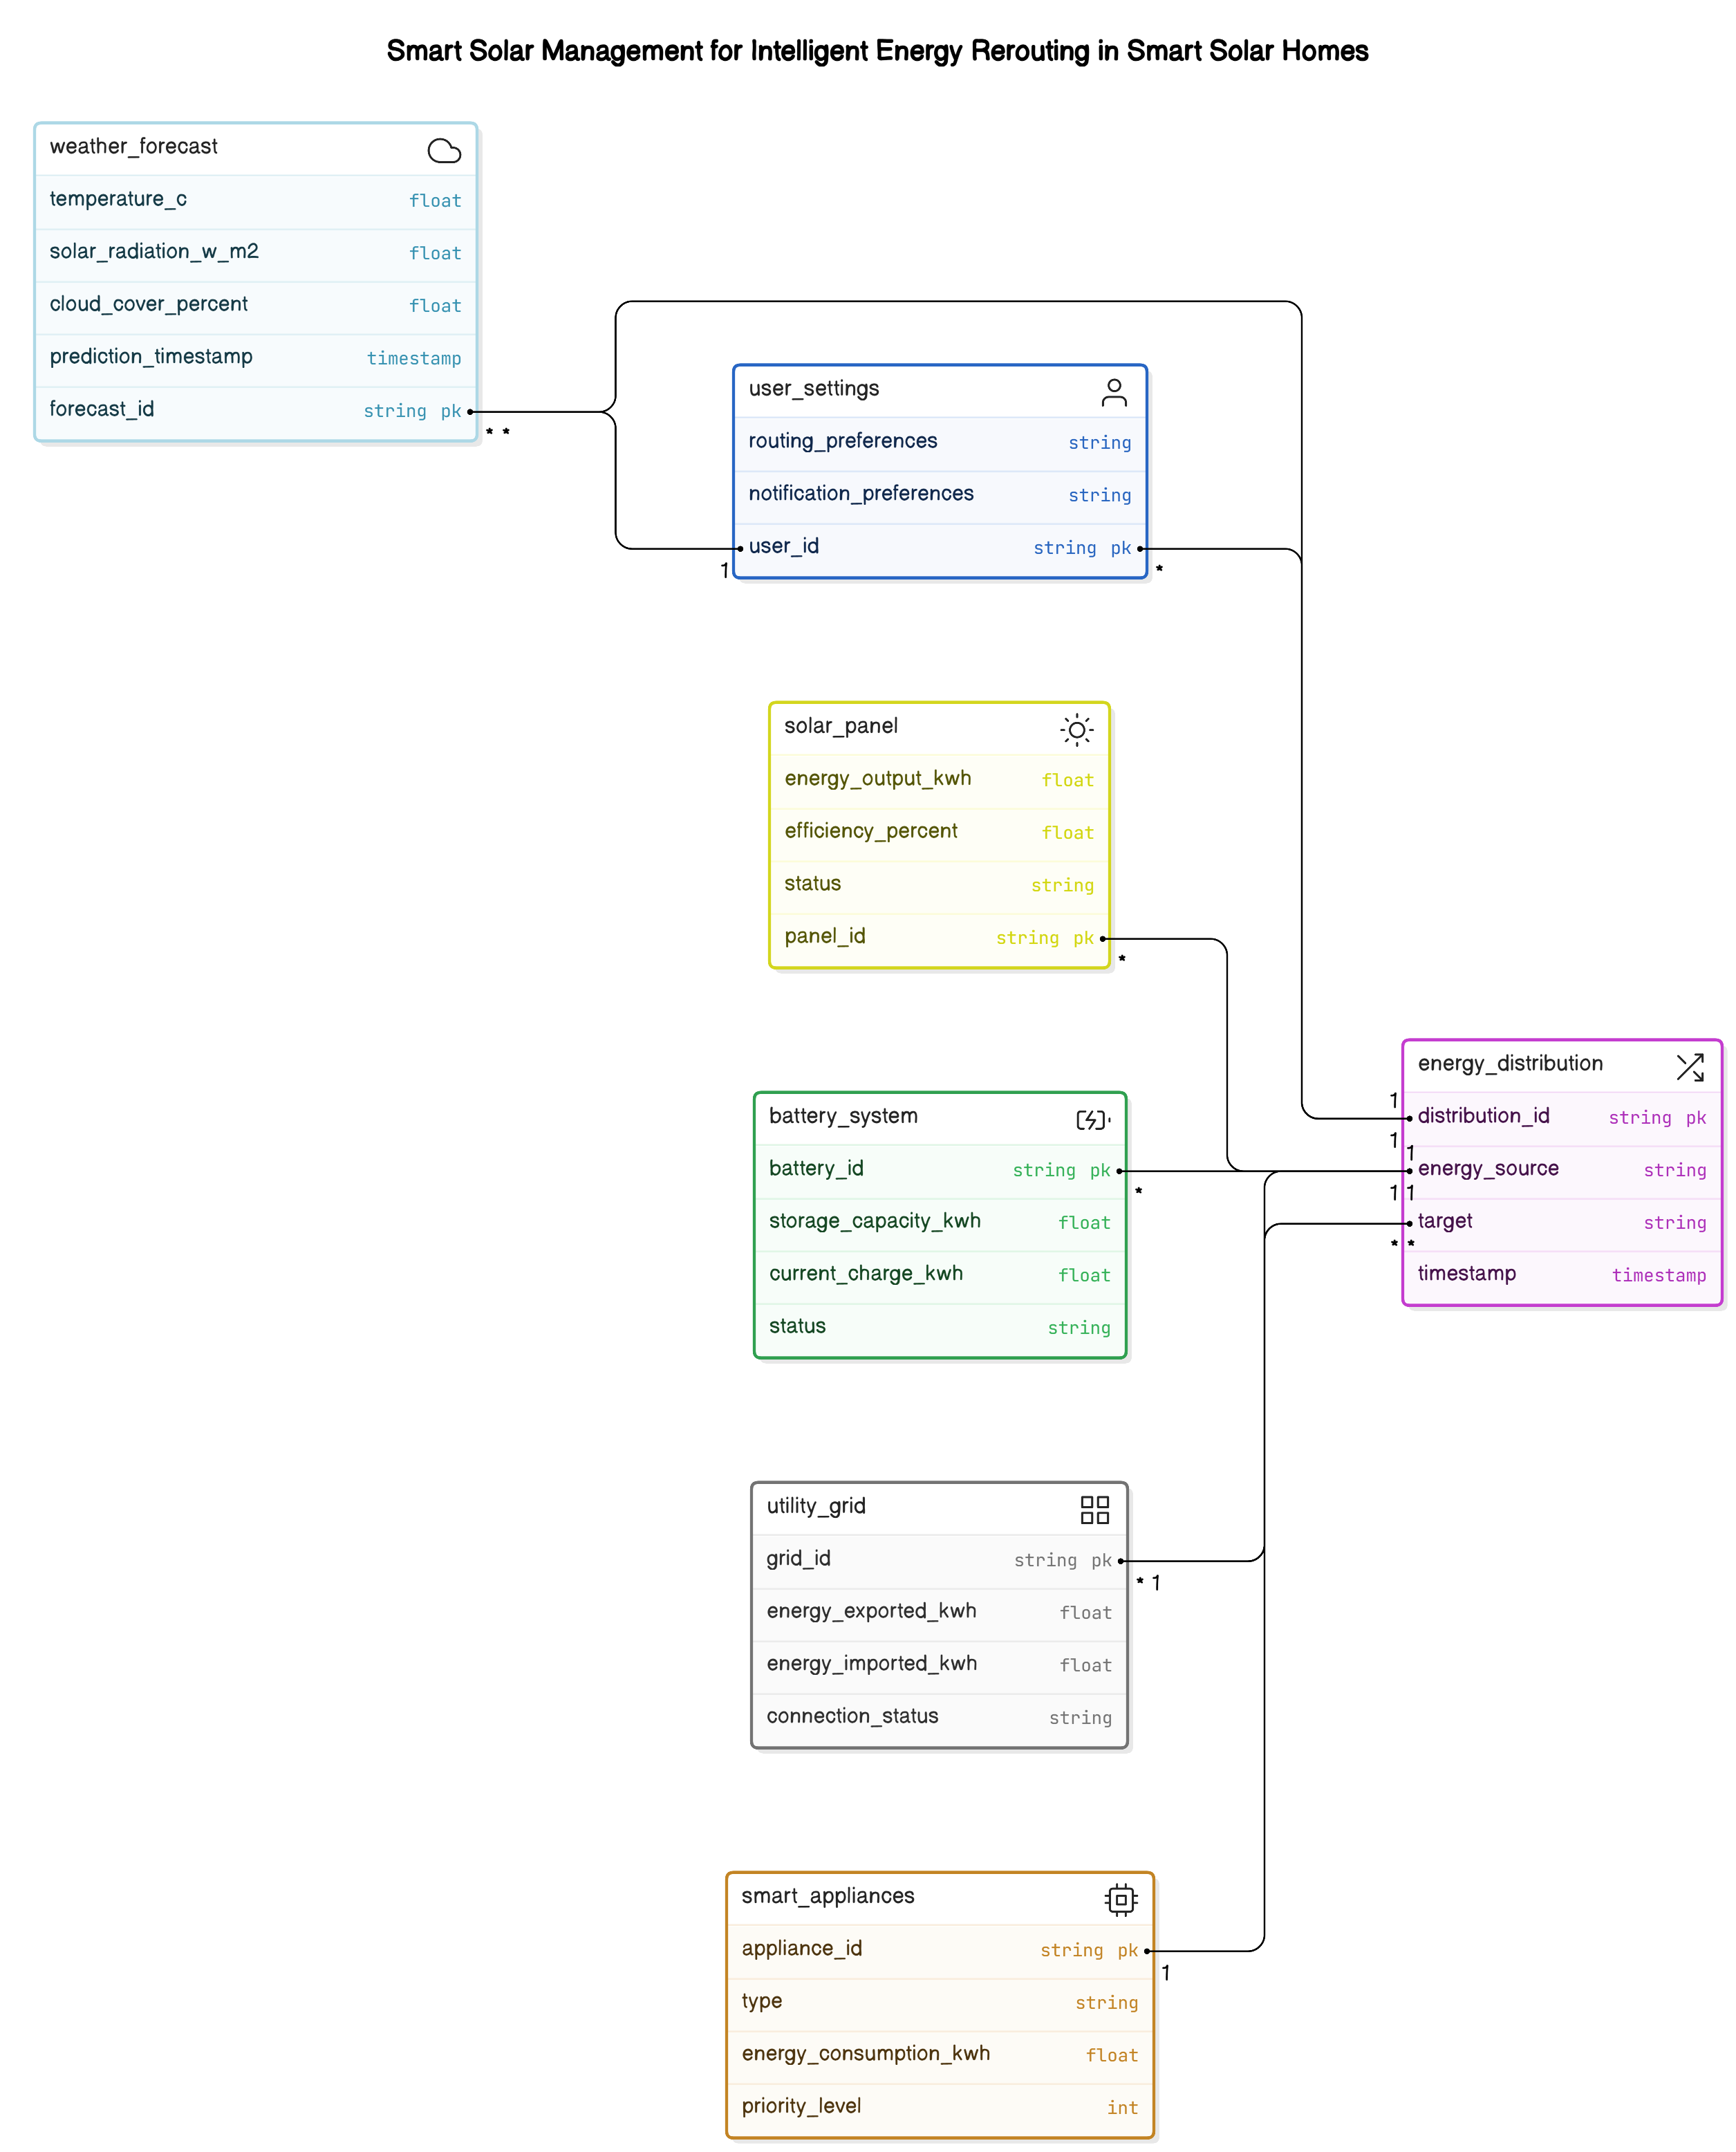 Smart Solar Management for Intelligent Energy Rerouting in Smart Solar Homes
weather_forecast
temperature_c float
solar_radiation_w_m2 float
cloud_cover_percent float
prediction_timestamp timestamp
forecast_id string pk
* *
user_settings
routing_preferences string
notification_preferences string
user_id string pk
1 *
solar_panel
energy_output_kwh float
efficiency_percent float
status string
panel_id string pk
*
energy_distribution
1
distribution_id string pk
1 1
energy_source string
1 1
target string
* *
timestamp timestamp
battery_system
battery_id string pk
*
storage_capacity_kwh float
current_charge_kwh float
status string
utility_grid
grid_id string pk
* 1
energy_exported_kwh float
energy_imported_kwh float
connection_status string
smart_appliances
appliance_id string pk
1
type string
energy_consumption_kwh float
priority_level int